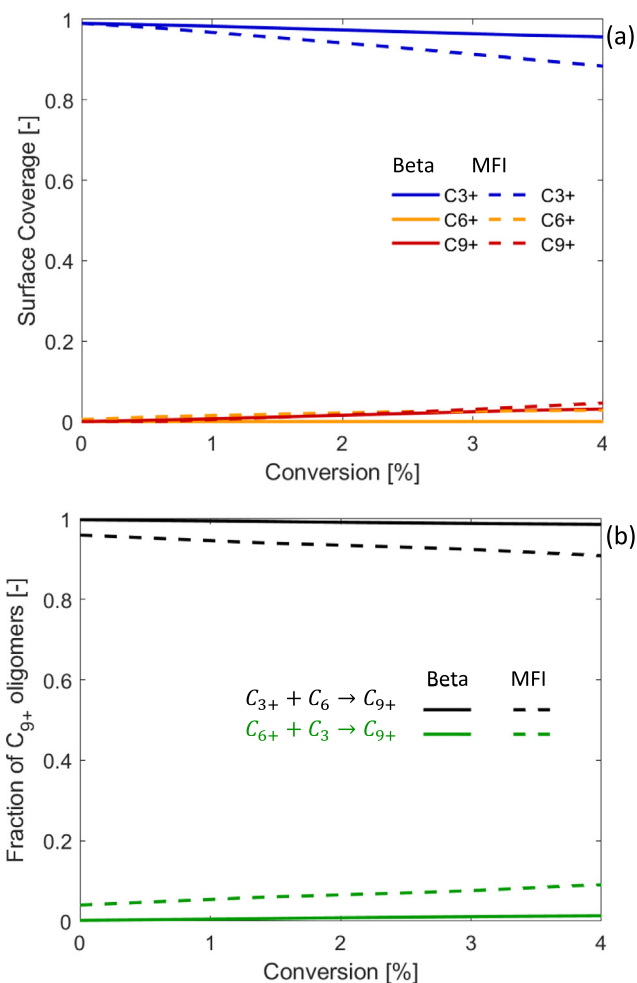 1
(a)
0.8
Beta MFI
C3+ C3+
0.6
C6+ C6+
C9+ C9+
0.4
0.2
0
0 1 2 3 4
Surface Coverage [-]
Conversion [%]
1
(b)
0.8
Beta MFI
C₃₊ + C₆ → C₉₊
0.6
C₆₊ + C₃ → C₉₊
0.4
0.2
0
0 1 2 3 4
Fraction of C₉₊ oligomers [-]
Conversion [%]